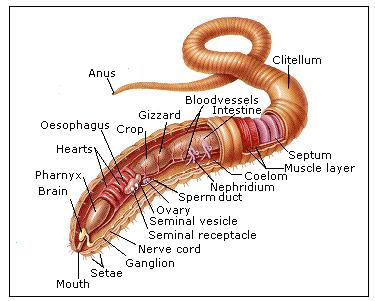 Clitellum
Anus
Bloodvessels
Intestine
Gizzard
Oesophagus
Crop
Hearts
Septum
Muscle layer
Pharnyx
Coelom
Brain
Nephridium
Sperm duct
Ovary
Seminal vesicle
Seminal receptacle
Nerve cord
Ganglion
Setae
Mouth